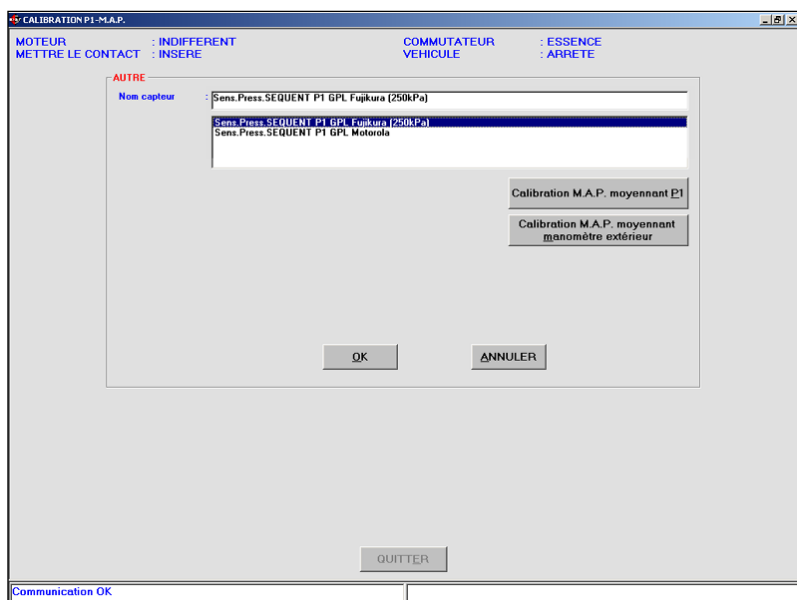 CALIBRATION P1-M.A.P.
MOTEUR : INDIFFERENT COMMUTATEUR : ESSENCE
METTRE LE CONTACT : INSERE VEHICULE : ARRETE
AUTRE
Nom capteur : Sens.Press.SEQUENT P1 GPL Fujikura (250kPa)
Sens.Press.SEQUENT P1 GPL Fujikura (250kPa)
Sens.Press.SEQUENT P1 GPL Motorola
Calibration M.A.P. moyennant P1
Calibration M.A.P. moyennant
manomètre extérieur
OK ANNULER
QUITTER
Communication OK